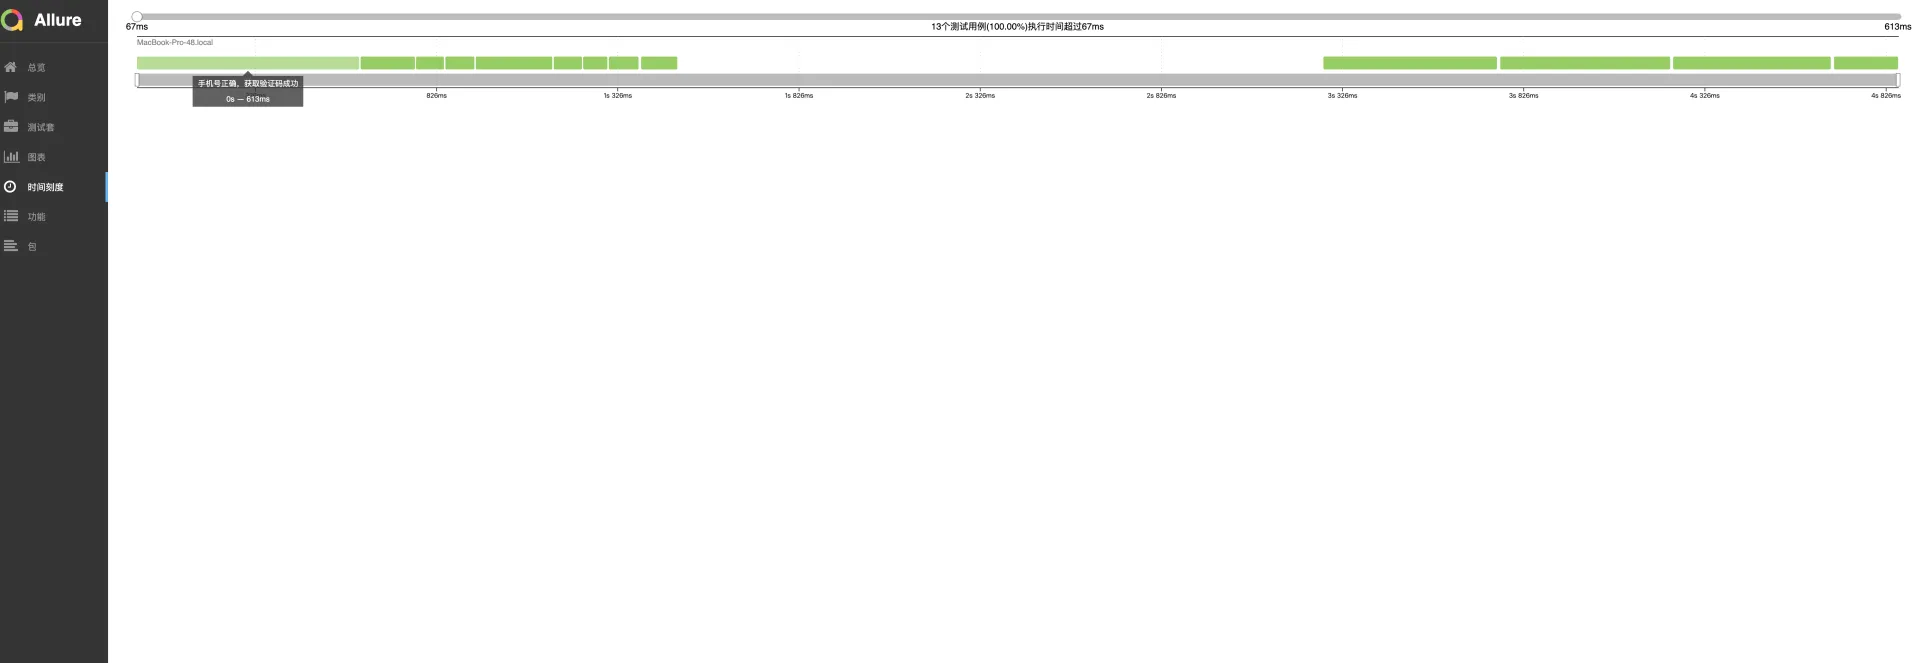 Allure
总览
类别
测试套
图表
时间刻度
功能
包
67ms
13个测试用例(100.00%)执行时间超过67ms
613ms
MacBook-Pro-48.local
手机号正确，获取验证码成功
0s — 613ms
826ms
1s 326ms
1s 826ms
2s 326ms
2s 826ms
3s 326ms
3s 826ms
4s 326ms
4s 826ms